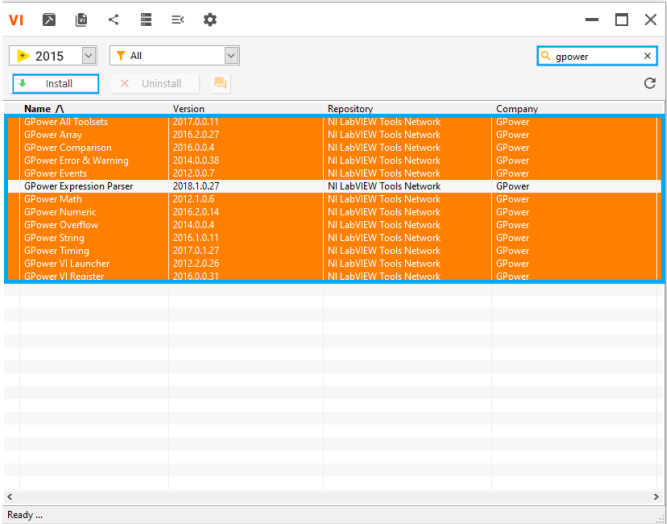 VI
2015 All gpower ×
Install × Uninstall
Name Version Repository Company
GPower All Toolsets 2017.0.0.11 NI LabVIEW Tools Network GPower
GPower Array 2016.2.0.27 NI LabVIEW Tools Network GPower
GPower Comparison 2016.0.0.4 NI LabVIEW Tools Network GPower
GPower Error & Warning 2014.0.0.38 NI LabVIEW Tools Network GPower
GPower Events 2012.0.0.7 NI LabVIEW Tools Network GPower
GPower Expression Parser 2018.1.0.27 NI LabVIEW Tools Network GPower
GPower Math 2012.1.0.6 NI LabVIEW Tools Network GPower
GPower Numeric 2016.2.0.14 NI LabVIEW Tools Network GPower
GPower Overflow 2014.0.0.4 NI LabVIEW Tools Network GPower
GPower String 2016.1.0.11 NI LabVIEW Tools Network GPower
GPower Timing 2017.0.1.27 NI LabVIEW Tools Network GPower
GPower VI Launcher 2012.2.0.26 NI LabVIEW Tools Network GPower
GPower VI Register 2016.0.0.31 NI LabVIEW Tools Network GPower
Ready ...